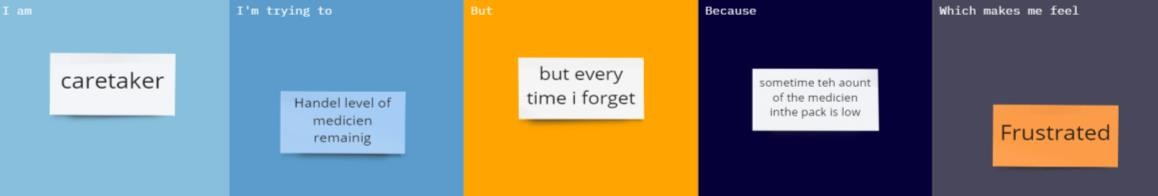 I am
caretaker
I'm trying to
Handel level of
medicien
remainig
But
but every
time i forget
Because
sometime teh aount
of the medicien
inthe pack is low
Which makes me feel
Frustrated